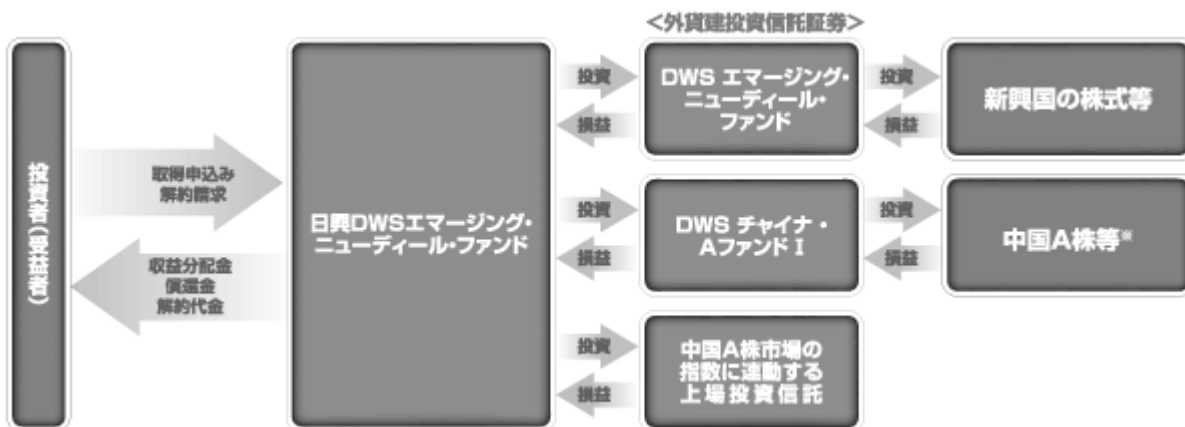 <外貨建投資信託証券>
投資者(受益者)
取得申込み
解約請求
収益分配金
償還金
解約代金
日興DWSエマージング・
ニューディール・ファンド
投資
損益
DWS エマージング・
ニューディール・
ファンド
投資
損益
新興国の株式等
投資
損益
DWS チャイナ・
Aファンド I
投資
損益
中国A株等※
投資
損益
中国A株市場の
指数に連動する
上場投資信託